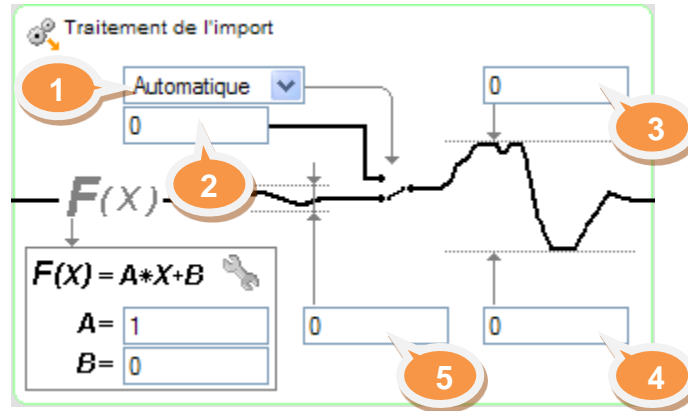 Traitement de l'import
1
Automatique
0
2
0
3
F(X)
F(X) = A*X+B
A= 1
B= 0
0
5
0
4